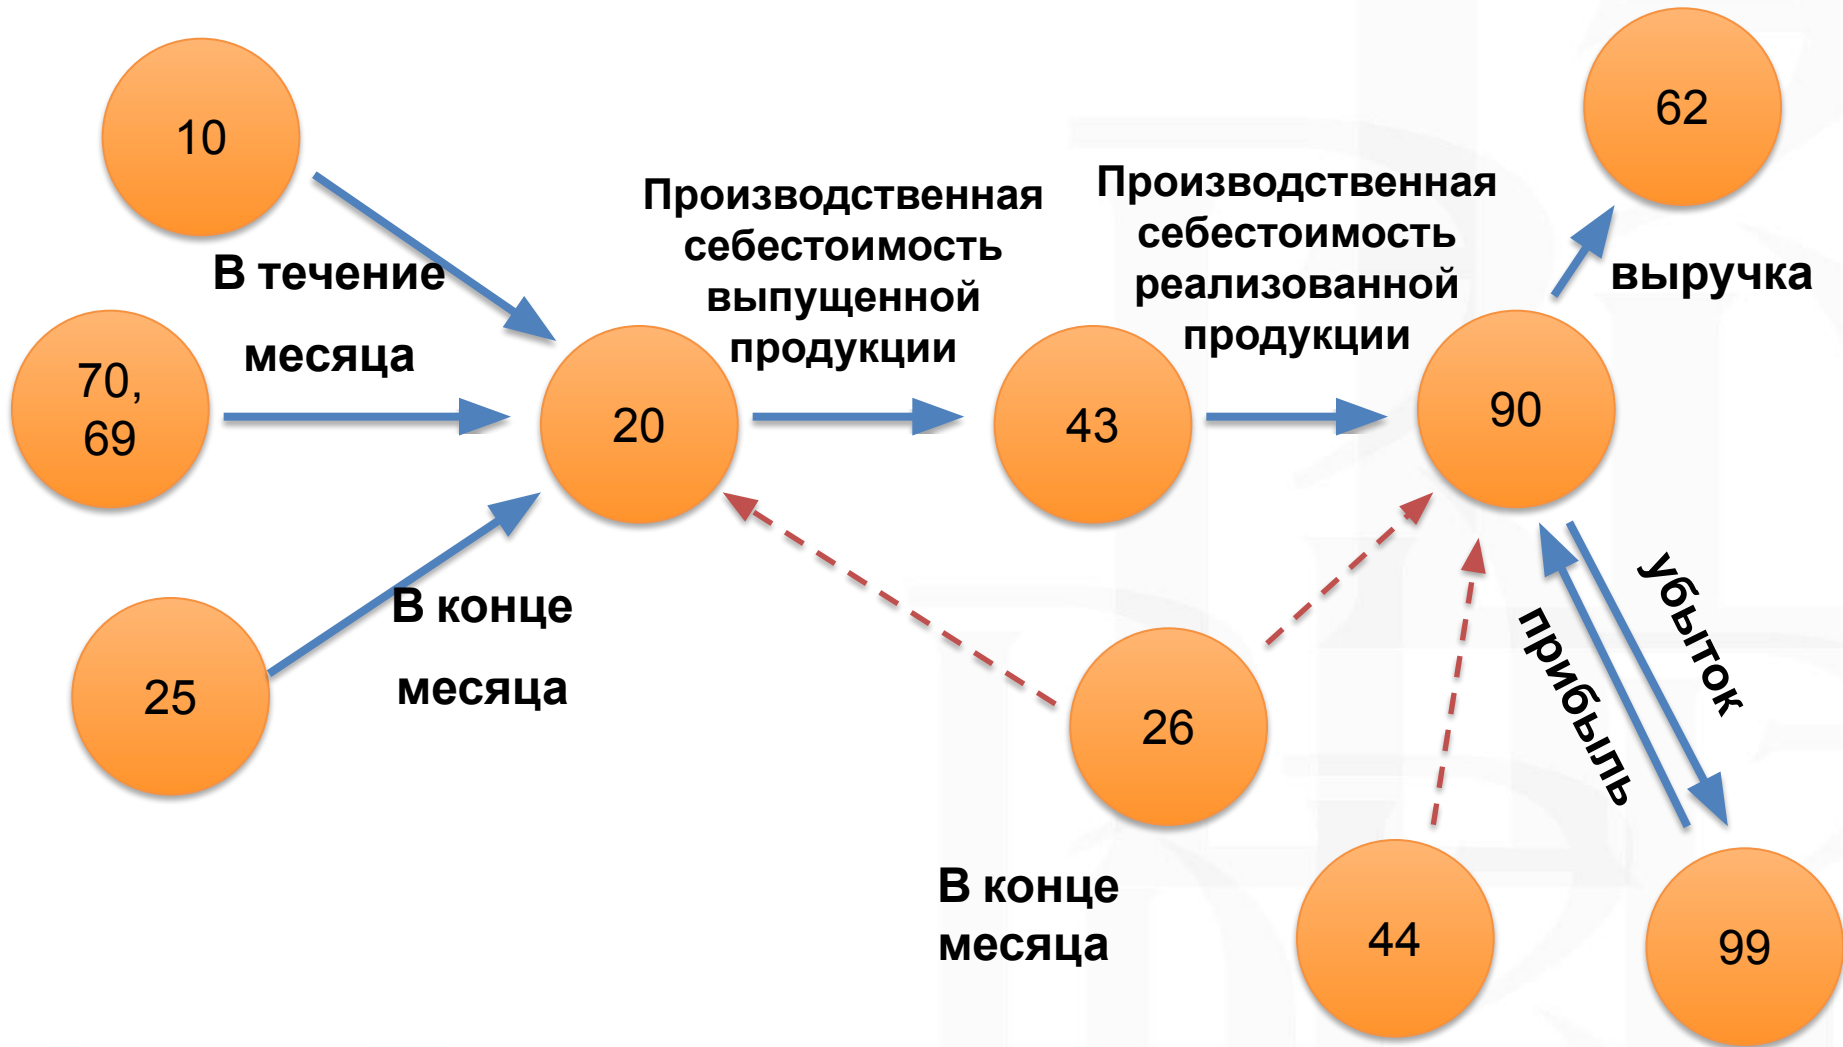 10
В течение
месяца
70,
69
25
В конце
месяца
20
Производственная
себестоимость
выпущенной
продукции
43
Производственная
себестоимость
реализованной
продукции
90
62
выручка
26
В конце
месяца
44
прибыль
убыток
99